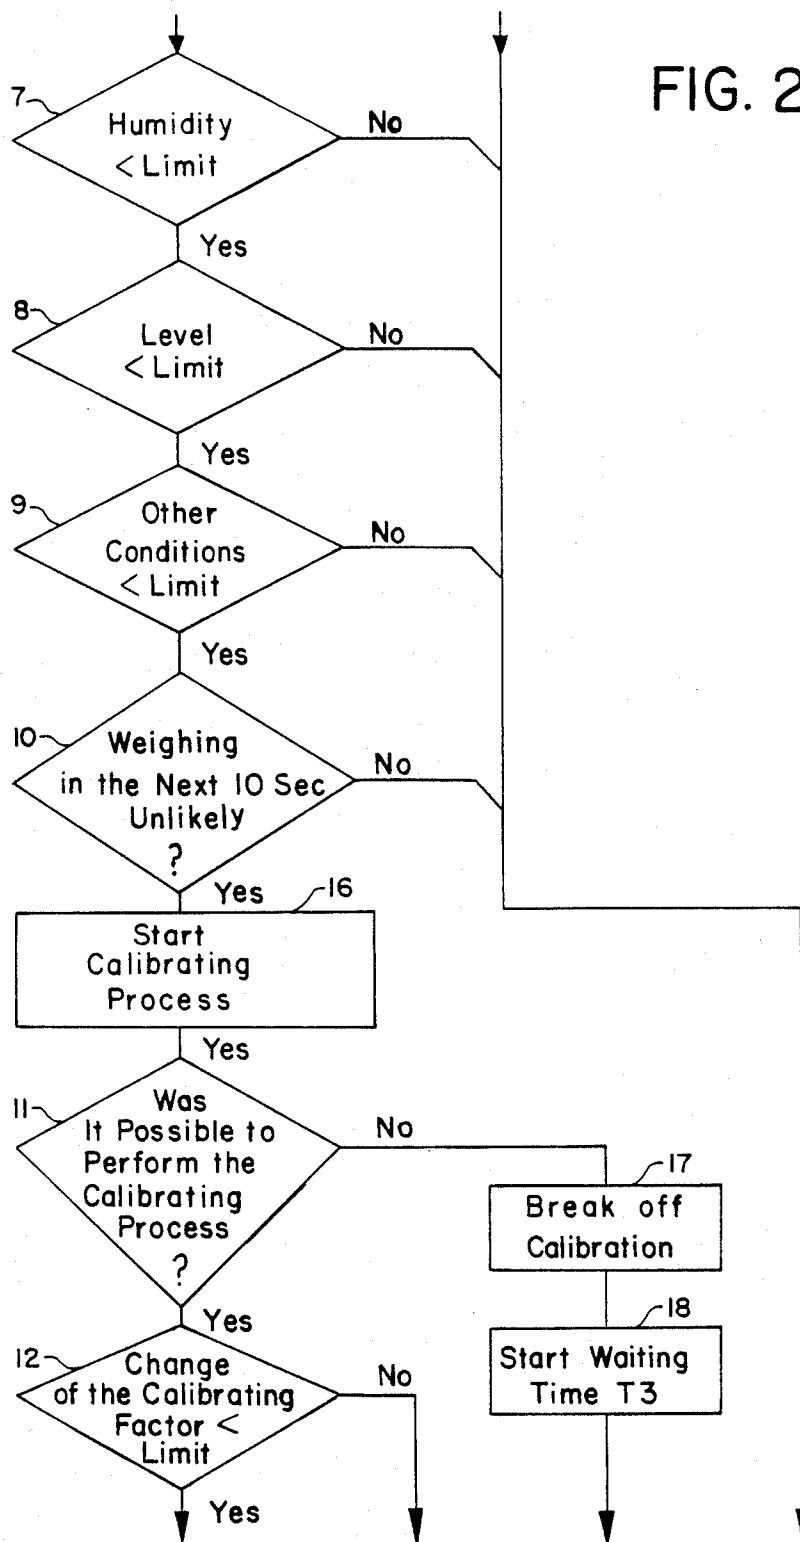 FIG. 2
7
Humidity
< Limit
No
Yes
8
Level
< Limit
No
Yes
9
Other
Conditions
< Limit
No
Yes
10
Weighing
in the Next 10 Sec
Unlikely
?
No
Yes
16
Start
Calibrating
Process
Yes
11
Was
It Possible to
Perform the
Calibrating
Process
?
No
17
Break off
Calibration
18
Start Waiting
Time T3
Yes
12
Change
of the Calibrating
Factor <
Limit
No
Yes